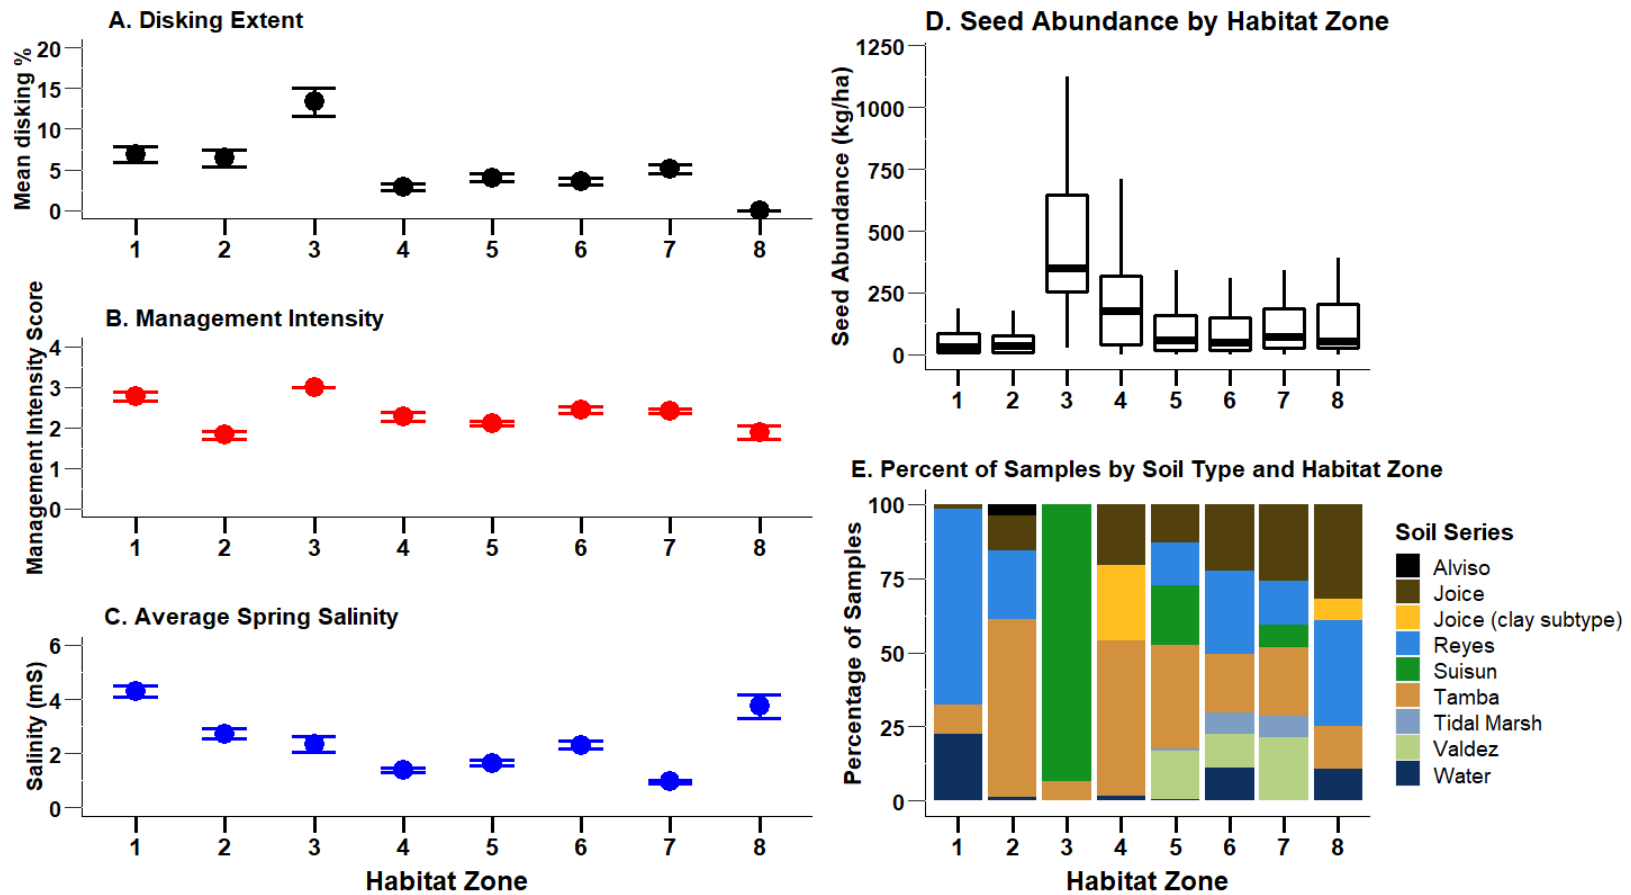 A. Disking Extent
Mean disking %
20
15
10
5
0
1 2 3 4 5 6 7 8
B. Management Intensity
Management Intensity Score
4
3
2
1
0
1 2 3 4 5 6 7 8
C. Average Spring Salinity
Salinity (mS)
6
4
2
0
1 2 3 4 5 6 7 8
Habitat Zone
D. Seed Abundance by Habitat Zone
Seed Abundance (kg/ha)
1250
1000
750
500
250
0
1 2 3 4 5 6 7 8
E. Percent of Samples by Soil Type and Habitat Zone
Percentage of Samples
100
75
50
25
0
1 2 3 4 5 6 7 8
Habitat Zone
Soil Series
Alviso
Joice
Joice (clay subtype)
Reyes
Suisun
Tamba
Tidal Marsh
Valdez
Water